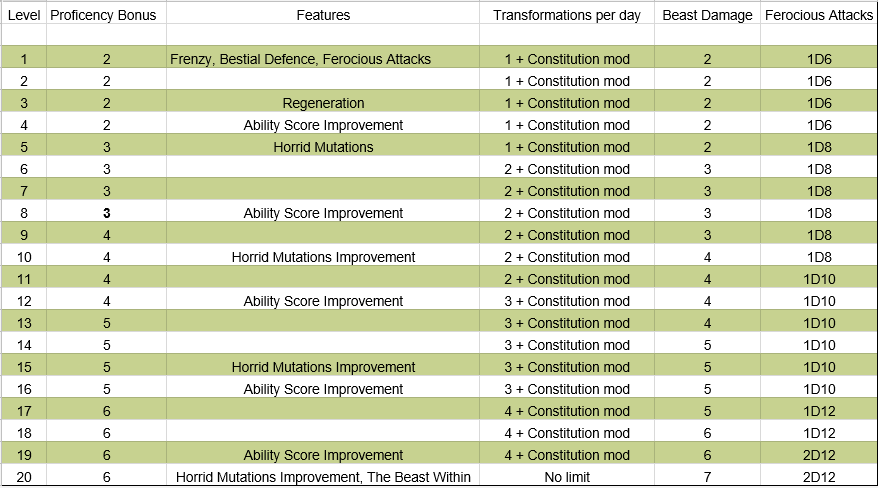 Level Proficency Bonus Features Transformations per day Beast Damage Ferocious Attacks
1 2 Frenzy, Bestial Defence, Ferocious Attacks 1 + Constitution mod 2 1D6
2 2 1 + Constitution mod 2 1D6
3 2 Regeneration 1 + Constitution mod 2 1D6
4 2 Ability Score Improvement 1 + Constitution mod 2 1D6
5 3 Horrid Mutations 1 + Constitution mod 2 1D8
6 3 2 + Constitution mod 3 1D8
7 3 2 + Constitution mod 3 1D8
8 3 Ability Score Improvement 2 + Constitution mod 3 1D8
9 4 2 + Constitution mod 3 1D8
10 4 Horrid Mutations Improvement 2 + Constitution mod 4 1D8
11 4 2 + Constitution mod 4 1D10
12 4 Ability Score Improvement 3 + Constitution mod 4 1D10
13 5 3 + Constitution mod 4 1D10
14 5 3 + Constitution mod 5 1D10
15 5 Horrid Mutations Improvement 3 + Constitution mod 5 1D10
16 5 Ability Score Improvement 3 + Constitution mod 5 1D10
17 6 4 + Constitution mod 5 1D12
18 6 4 + Constitution mod 6 1D12
19 6 Ability Score Improvement 4 + Constitution mod 6 2D12
20 6 Horrid Mutations Improvement, The Beast Within No limit 7 2D12